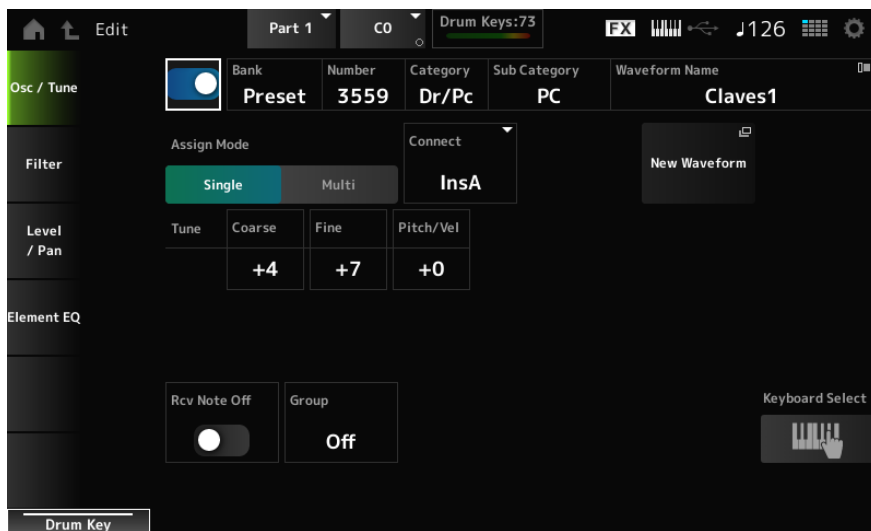 Edit
Part 1
C0
Drum Keys:73
FX
♩126
Osc / Tune
Bank
Preset
Number
3559
Category
Dr/Pc
Sub Category
PC
Waveform Name
Claves1
Filter
Assign Mode
Single
Multi
Connect
InsA
New Waveform
Level
/ Pan
Tune
Coarse
+4
Fine
+7
Pitch/Vel
+0
Element EQ
Rcv Note Off
Group
Off
Keyboard Select
Drum Key